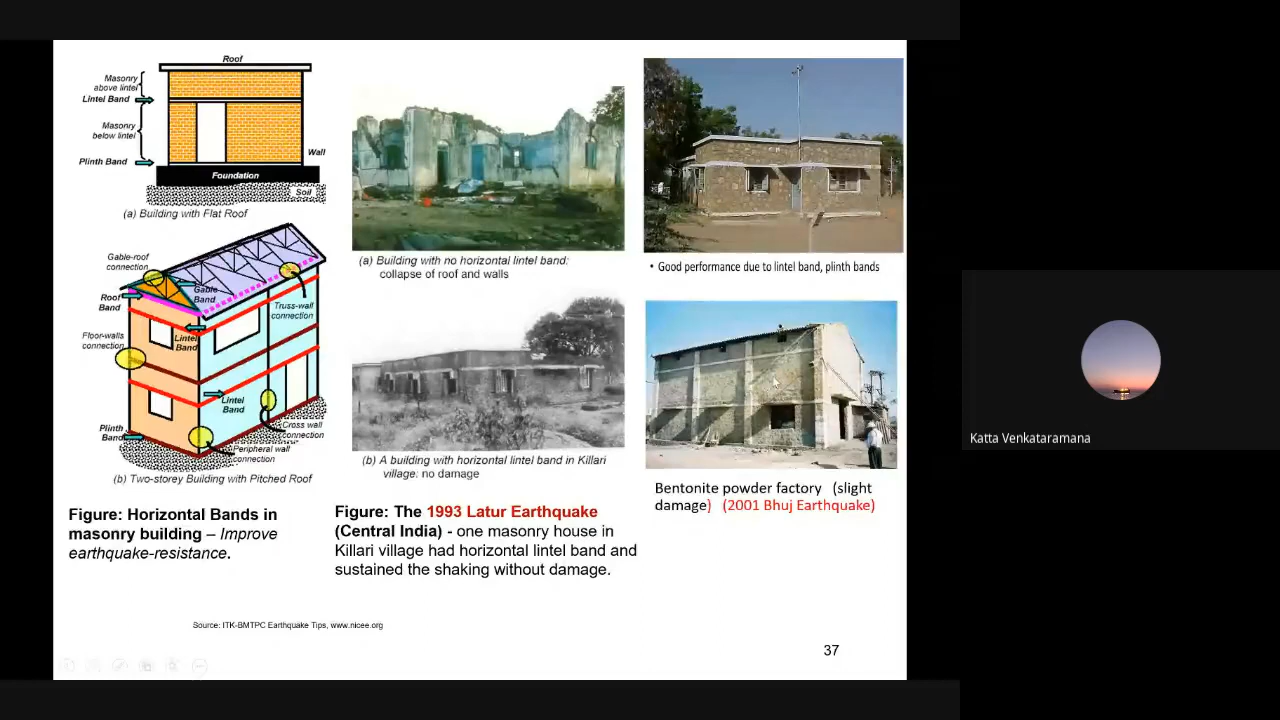 Roof
Masonry
above lintel
Lintel Band
Masonry
below lintel
Wall
Plinth Band
Foundation
Soil
(a) Building with Flat Roof
Gable-roof
connection
Gable
Band
Roof
Band
Truss-wall
connection
Floor-walls
connection
Lintel
Band
Lintel
Band
Cross wall
connection
Plinth
Band
Peripheral wall
connection
(b) Two-storey Building with Pitched Roof
Figure: Horizontal Bands in
masonry building – Improve
earthquake-resistance.
(a) Building with no horizontal lintel band:
collapse of roof and walls
(b) A building with horizontal lintel band in Killari
village: no damage
Figure: The 1993 Latur Earthquake
(Central India) - one masonry house in
Killari village had horizontal lintel band and
sustained the shaking without damage.
• Good performance due to lintel band, plinth bands
Bentonite powder factory (slight
damage) (2001 Bhuj Earthquake)
Source: ITK-BMTPC Earthquake Tips, www.nicee.org
37
Katta Venkataramana